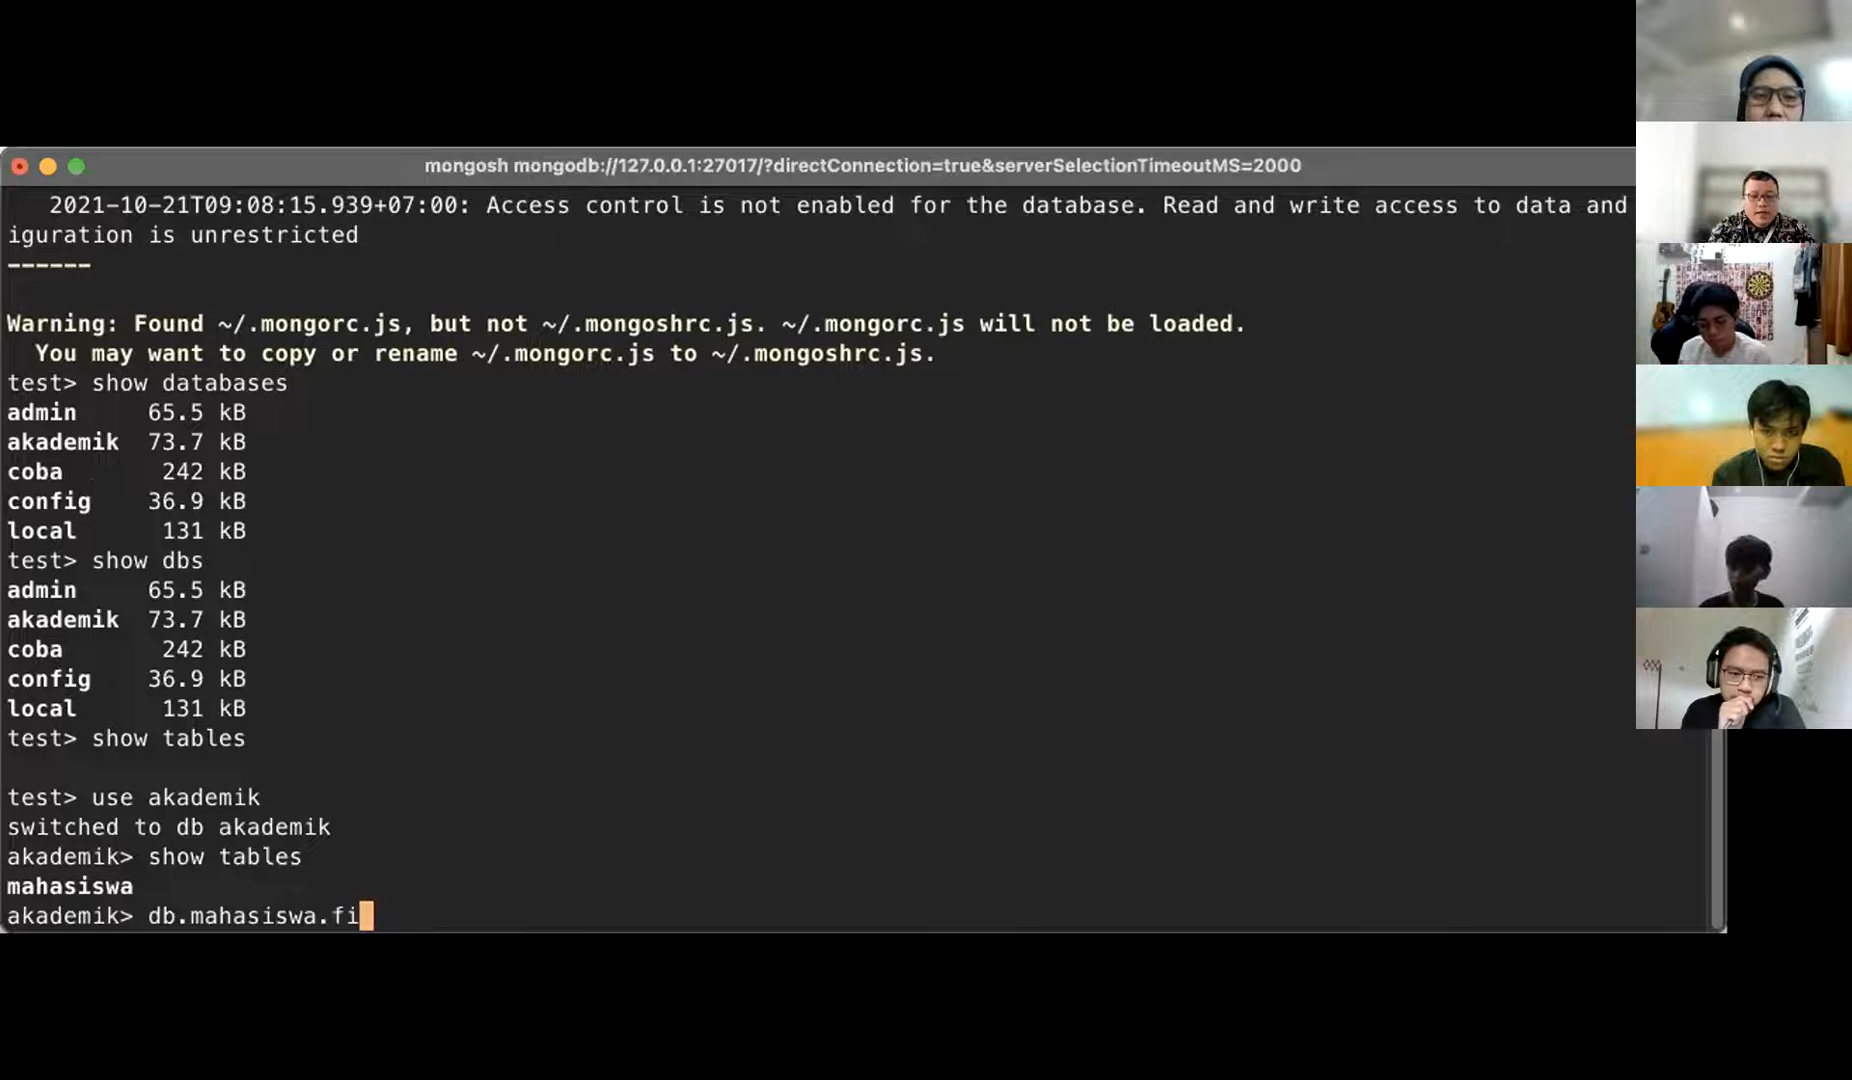 mongosh mongodb://127.0.0.1:27017/?directConnection=true&serverSelectionTimeoutMS=2000
2021-10-21T09:08:15.939+07:00: Access control is not enabled for the database. Read and write access to data and
iguration is unrestricted
------
Warning: Found ~/.mongorc.js, but not ~/.mongoshrc.js. ~/.mongorc.js will not be loaded.
You may want to copy or rename ~/.mongorc.js to ~/.mongoshrc.js.
test> show databases
admin 65.5 kB
akademik 73.7 kB
coba 242 kB
config 36.9 kB
local 131 kB
test> show dbs
admin 65.5 kB
akademik 73.7 kB
coba 242 kB
config 36.9 kB
local 131 kB
test> show tables
test> use akademik
switched to db akademik
akademik> show tables
mahasiswa
akademik> db.mahasiswa.fi